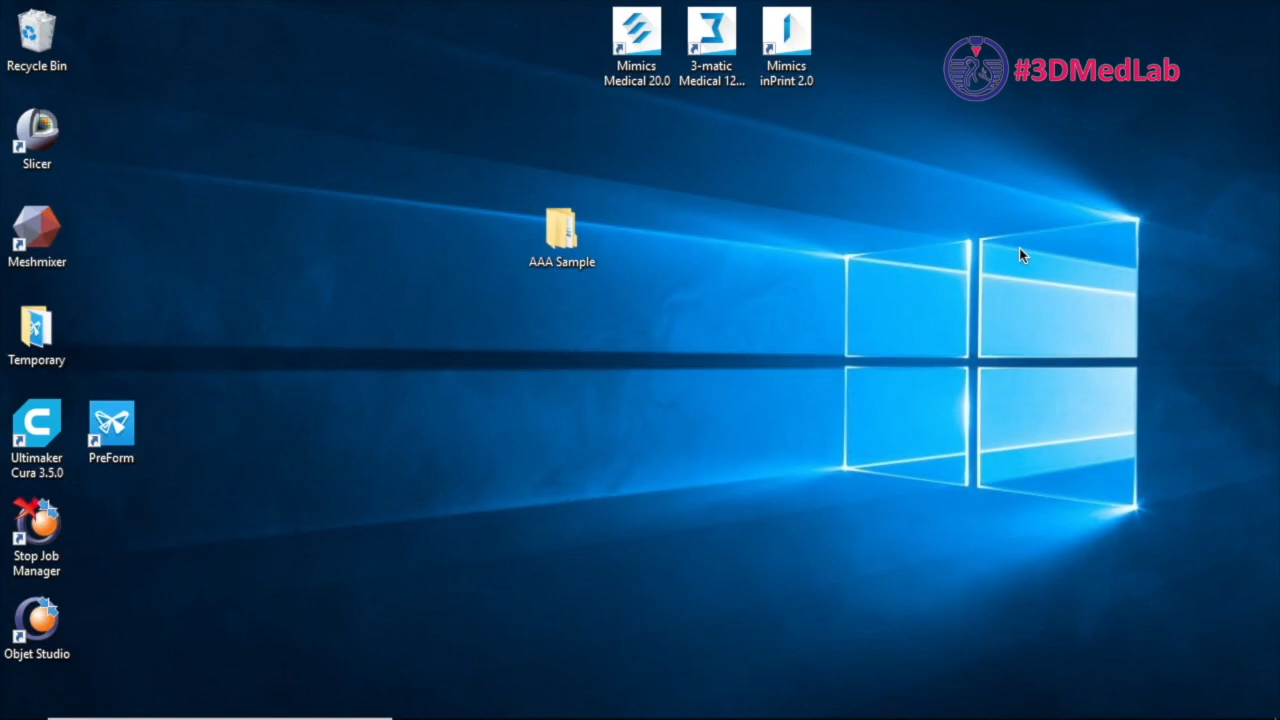 Recycle Bin
Mimics
Medical 20.0
3-matic
Medical 12...
Mimics
inPrint 2.0
#3DMedLab
Slicer
Meshmixer
AAA Sample
Temporary
Ultimaker
Cura 3.5.0
PreForm
Stop Job
Manager
Objet Studio